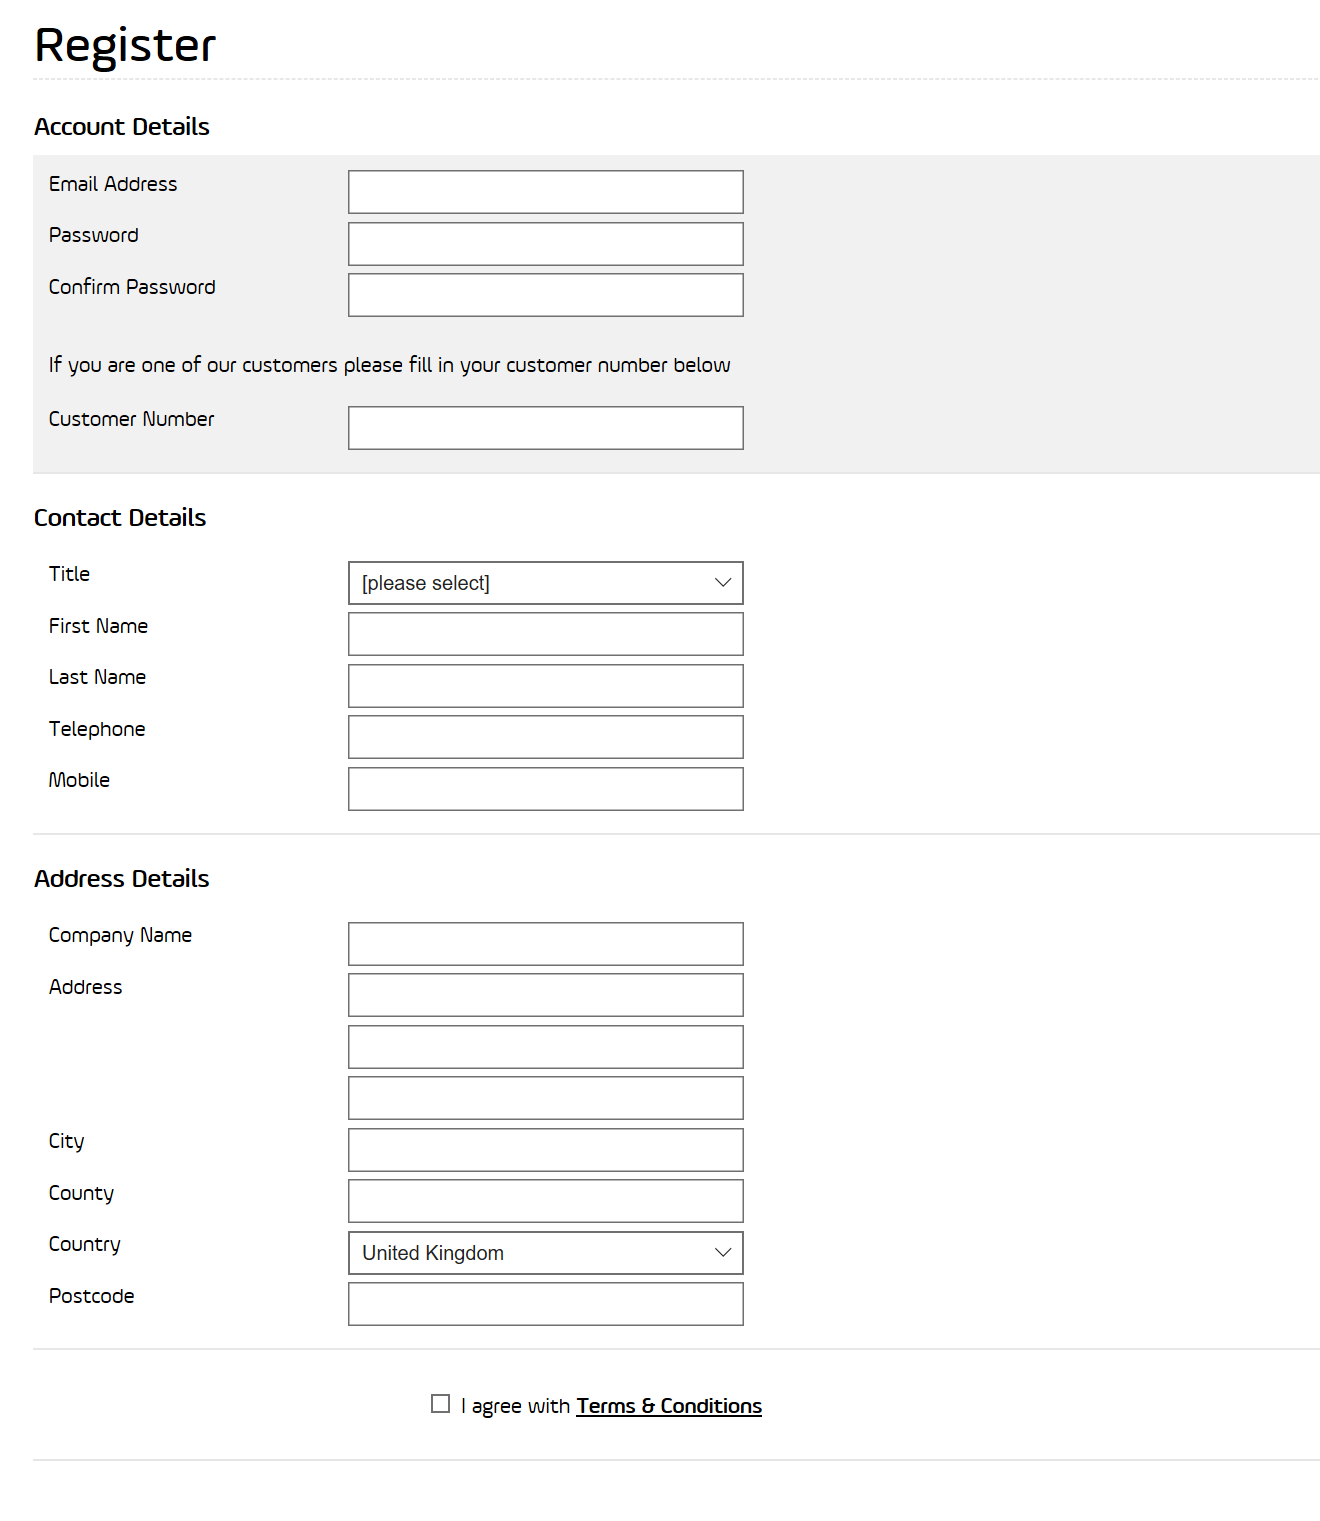 Register
Account Details
Email Address
Password
Confirm Password
If you are one of our customers please fill in your customer number below
Customer Number
Contact Details
Title [please select]
First Name
Last Name
Telephone
Mobile
Address Details
Company Name
Address
City
County
Country United Kingdom
Postcode
I agree with Terms & Conditions